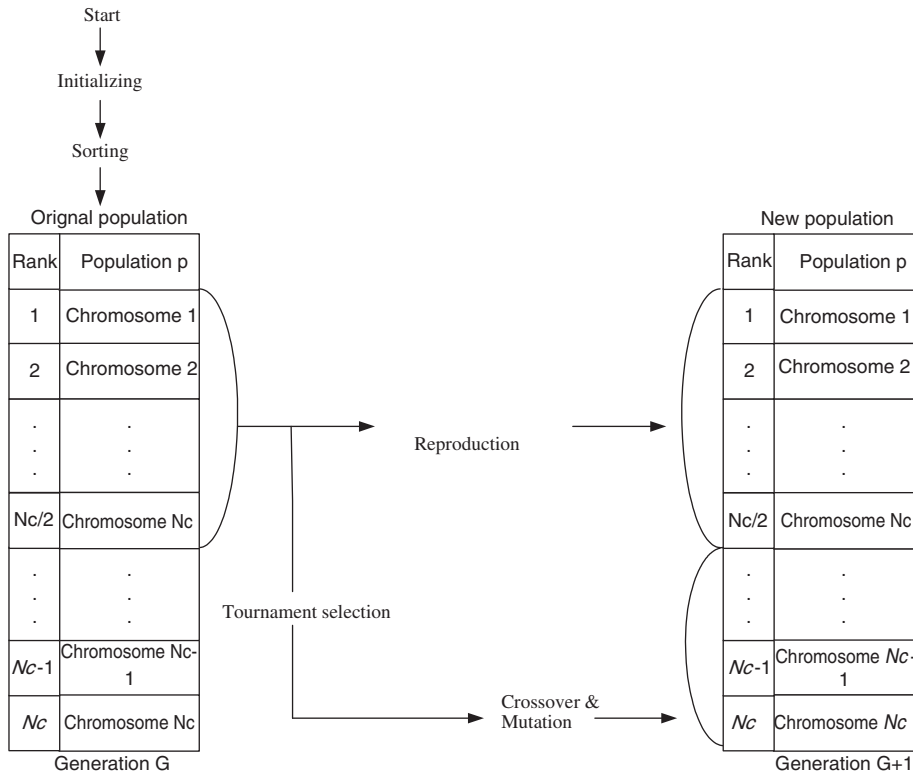 Start
Initializing
Sorting
Orignal population
Rank Population p
1 Chromosome 1
2 Chromosome 2
. .
. .
. .
Nc/2 Chromosome Nc
. .
. .
. .
Nc-1 Chromosome Nc-
1
Nc Chromosome Nc
Generation G
Reproduction
Tournament selection
Crossover &
Mutation
New population
Rank Population p
1 Chromosome 1
2 Chromosome 2
. .
. .
. .
Nc/2 Chromosome Nc
. .
. .
. .
Nc-1 Chromosome Nc-
1
Nc Chromosome Nc
Generation G+1